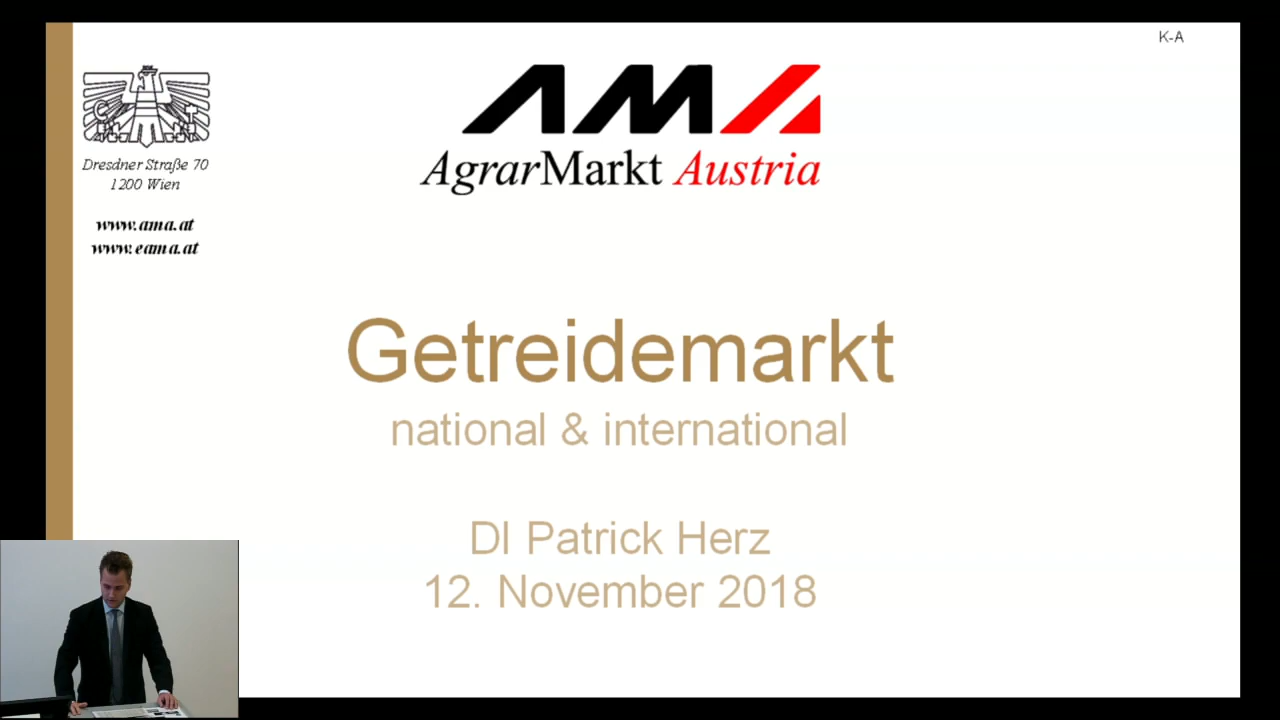 K-A
AMA
AgrarMarkt Austria
Dresdner Straße 70
1200 Wien
www.ama.at
www.eama.at
Getreidemarkt
national & international
DI Patrick Herz
12. November 2018